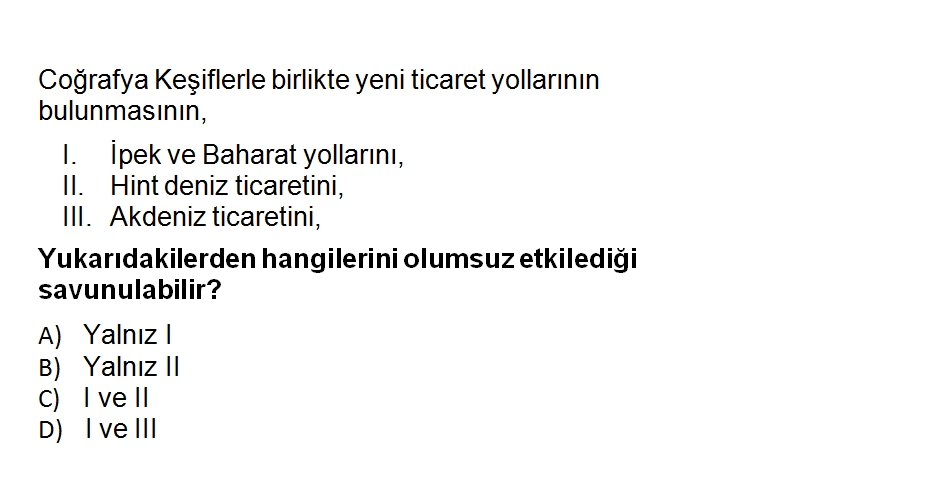 Coğrafya Keşiflerle birlikte yeni ticaret yollarının
bulunmasının,
I. İpek ve Baharat yollarını,
II. Hint deniz ticaretini,
III. Akdeniz ticaretini,
Yukarıdakilerden hangilerini olumsuz etkilediği
savunulabilir?
A) Yalnız I
B) Yalnız II
C) I ve II
D) I ve III